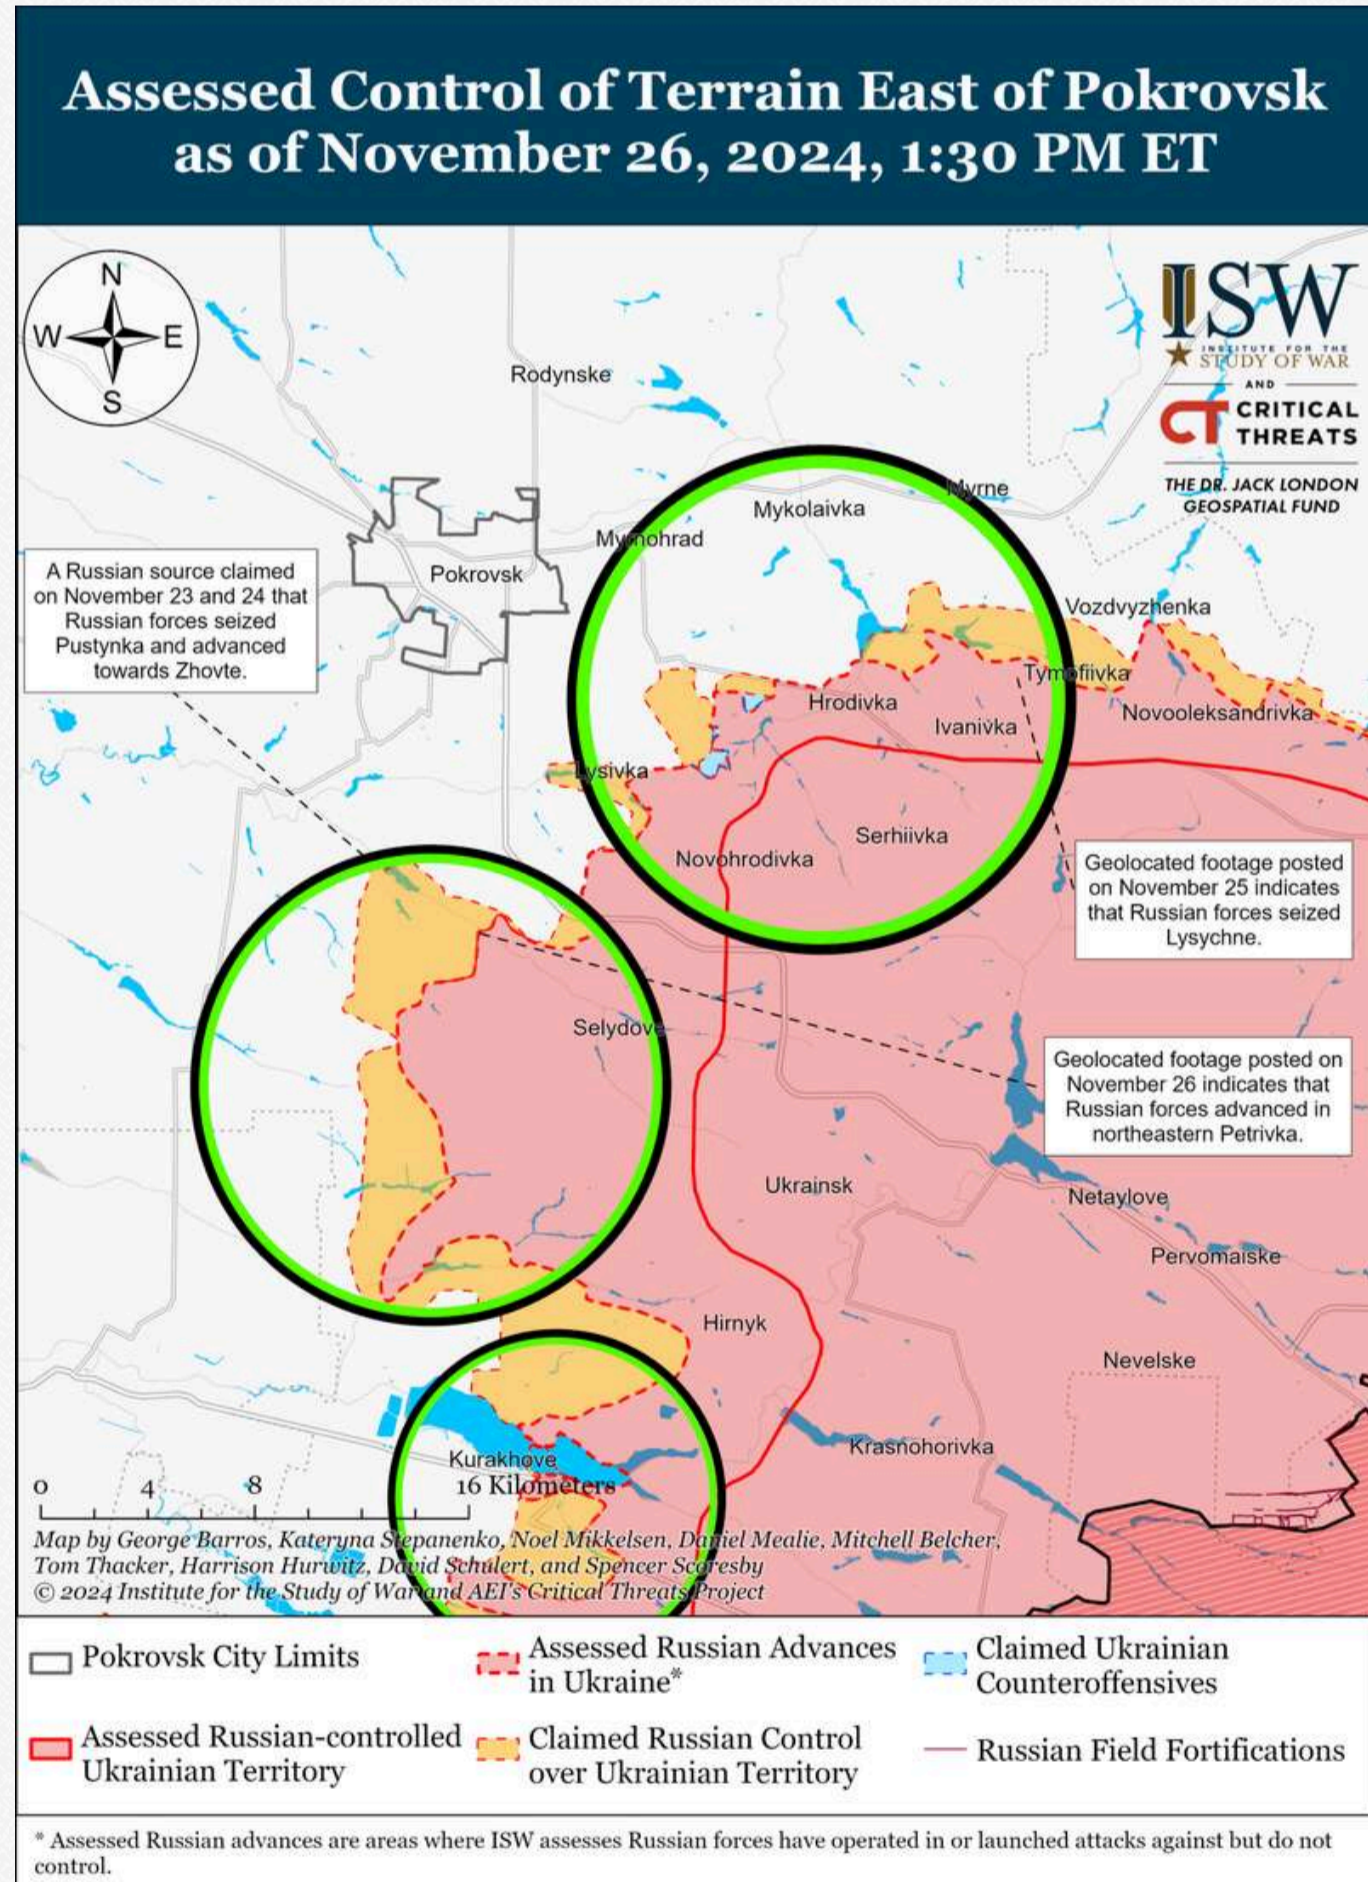 Assessed Control of Terrain East of Pokrovsk
as of November 26, 2024, 1:30 PM ET
N
W
E
S
ISW
INSTITUTE FOR THE
STUDY OF WAR
AND
CT CRITICAL
THREATS
THE DR. JACK LONDON
GEOSPATIAL FUND
Rodynske
Myrne
Mykolaivka
Myrnohrad
Pokrovsk
A Russian source claimed
on November 23 and 24 that
Russian forces seized
Pustynka and advanced
towards Zhovte.
Vozdvyzhenka
Tymofiivka
Hrodivka
Novooleksandrivka
Ivanivka
Lysivka
Serhiivka
Novohrodivka
Geolocated footage posted
on November 25 indicates
that Russian forces seized
Lysychne.
Selydove
Geolocated footage posted on
November 26 indicates that
Russian forces advanced in
northeastern Petrivka.
Ukrainsk
Netaylove
Pervomaiske
Hirnyk
Nevelske
Krasnohorivka
Kurakhove
0 4 8 16 Kilometers
Map by George Barros, Kateryna Stepanenko, Noel Mikkelsen, Daniel Mealie, Mitchell Belcher,
Tom Thacker, Harrison Hurwitz, David Schulert, and Spencer Scoresby
© 2024 Institute for the Study of War and AEI's Critical Threats Project
Pokrovsk City Limits
Assessed Russian Advances
in Ukraine*
Claimed Ukrainian
Counteroffensives
Assessed Russian-controlled
Ukrainian Territory
Claimed Russian Control
over Ukrainian Territory
Russian Field Fortifications
* Assessed Russian advances are areas where ISW assesses Russian forces have operated in or launched attacks against but do not
control.